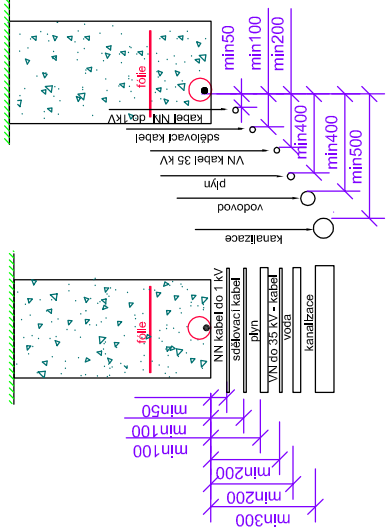 fólie
kabel NN do 1kV
sdělovací kabel
VN kabel 35 kV
plyn
vodovod
kanalizace
min50
min100
min200
min400
min400
min500
fólie
NN kabel do 1 kV
sdělovací kabel
plyn
VN do 35 kV - kabel
voda
kanalizace
min50
min100
min100
min200
min200
min300